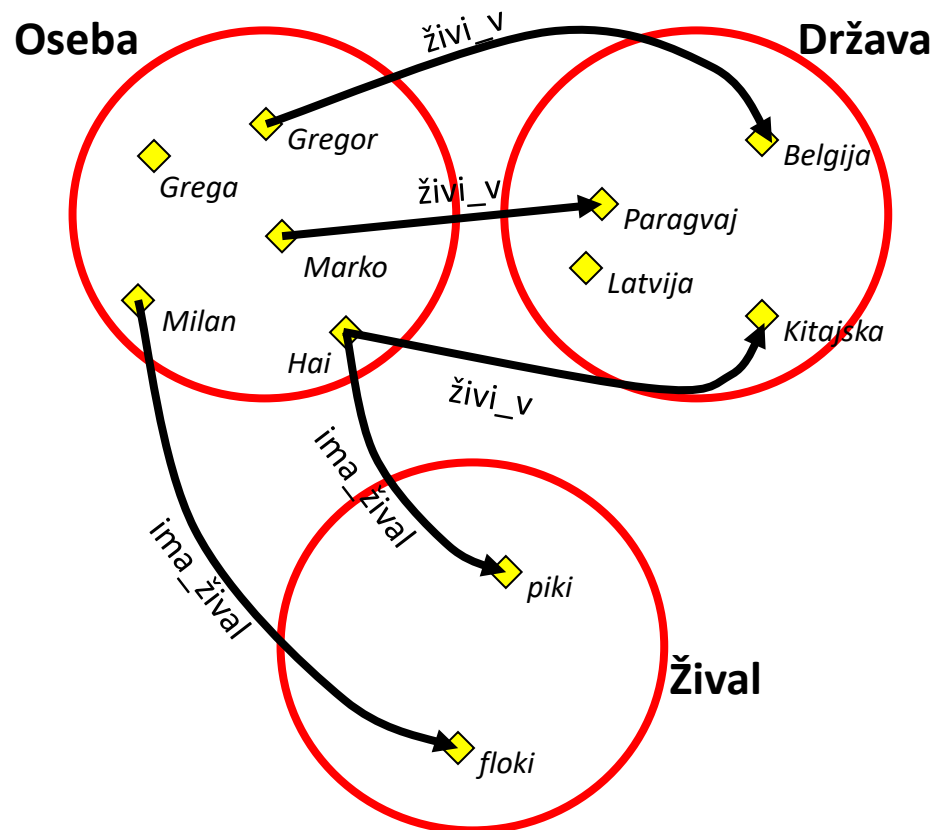 Oseba
živi_v
Država
Gregor
Belgija
Grega
živi_v
Paragvaj
Marko
Latvija
Milan
Kitajska
Hai
živi_v
ima_žival
ima_žival
piki
Žival
floki